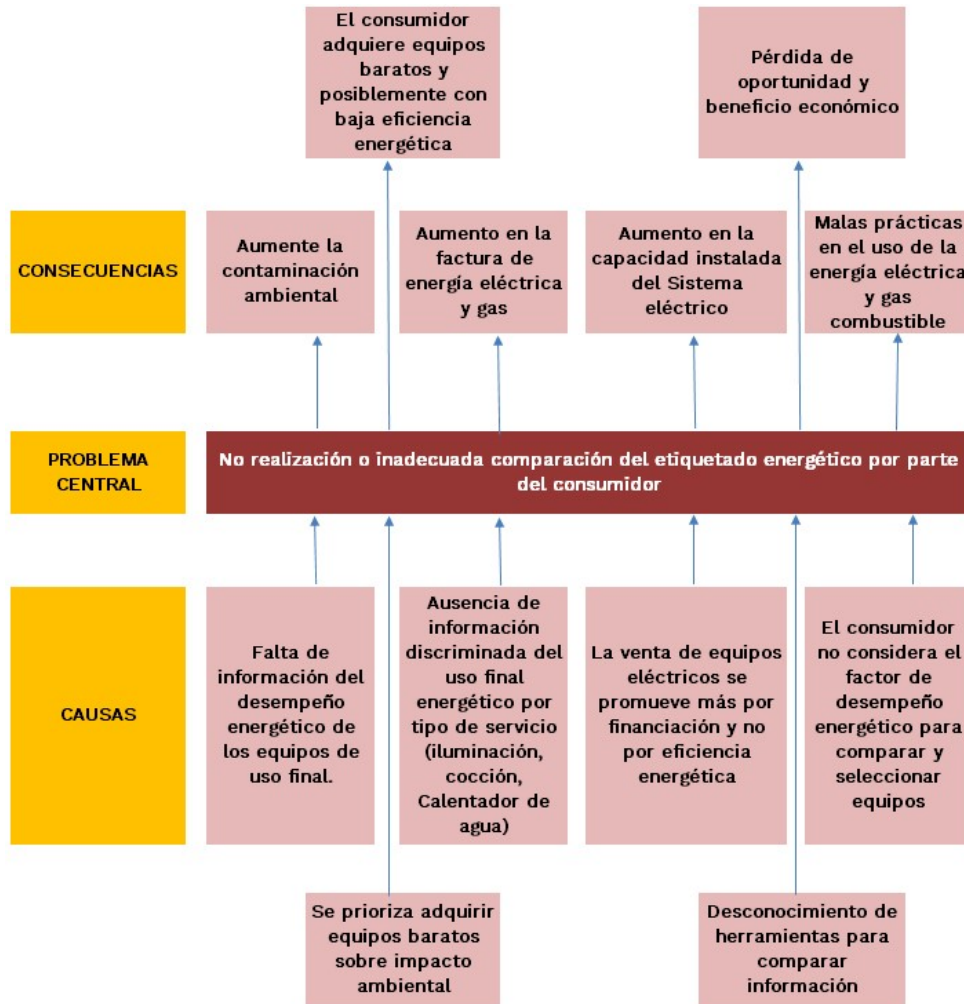 El consumidor
adquiere equipos
baratos y
posiblemente con
baja eficiencia
energética
Pérdida de
oportunidad y
beneficio económico
CONSECUENCIAS
Aumente la
contaminación
ambiental
Aumento en la
factura de
energía eléctrica
y gas
Aumento en la
capacidad instalada
del Sistema
eléctrico
Malas prácticas
en el uso de la
energía eléctrica
y gas
combustible
PROBLEMA
CENTRAL
No realización o inadecuada comparación del etiquetado energético por parte
del consumidor
CAUSAS
Falta de
información del
desempeño
energético de
los equipos de
uso final.
Ausencia de
información
discriminada del
uso final
energético por
tipo de servicio
(iluminación,
cocción,
Calentador de
agua)
La venta de equipos
eléctricos se
promueve más por
financiación y no
por eficiencia
energética
El consumidor
no considera el
factor de
desempeño
energético para
comparar y
seleccionar
equipos
Se prioriza adquirir
equipos baratos
sobre impacto
ambiental
Desconocimiento de
herramientas para
comparar
información